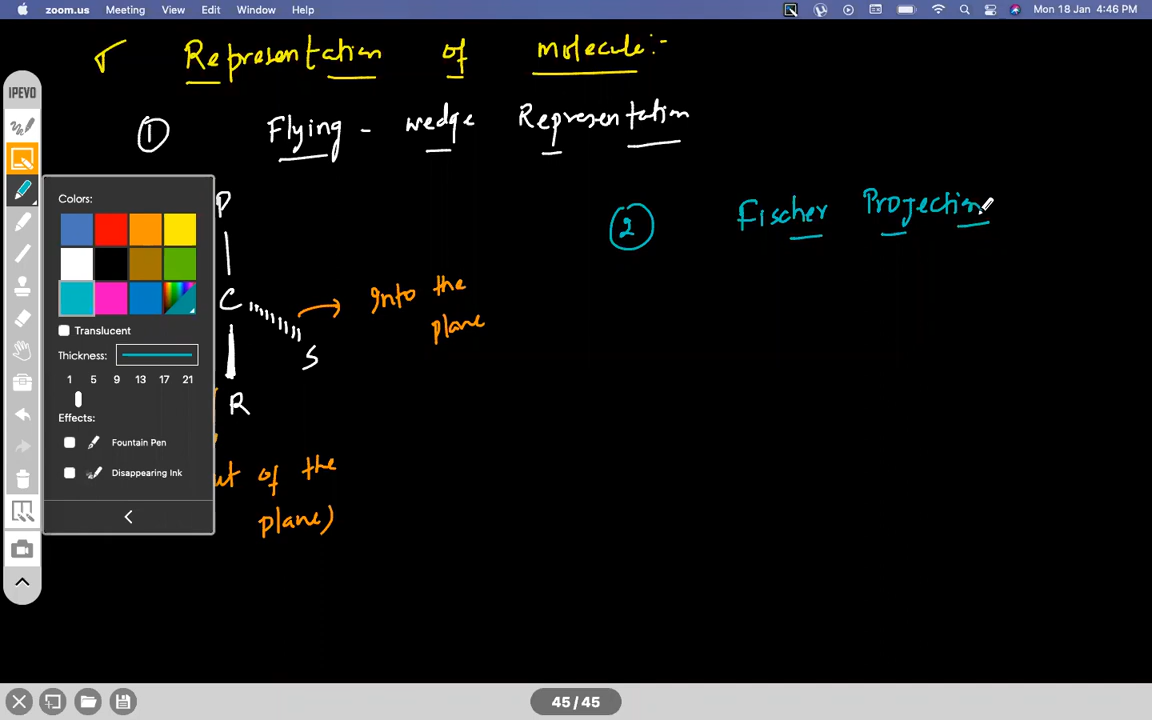 zoom.us Meeting View Edit Window Help Mon 18 Jan 4:46 PM
Representation of molecule:-
IPEVO
① Flying - wedge Representation
Colors:
P
② Fischer Projection
C
Into the
plane
Translucent
Thickness:
S
1 5 9 13 17 21
R
Effects:
Fountain Pen
Disappearing Ink
ut of the
plane)
45 / 45